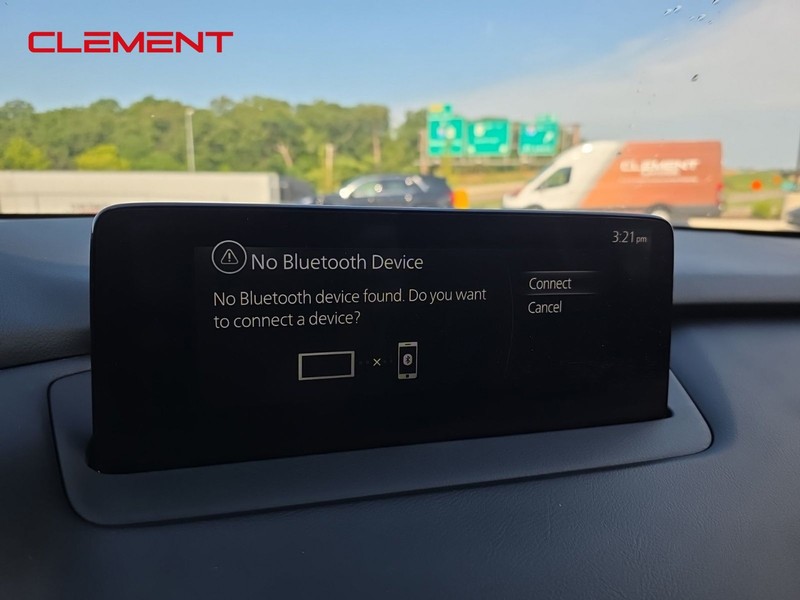 CLEMENT
CLEMENT
3:21 pm
No Bluetooth Device
No Bluetooth device found. Do you want
to connect a device?
Connect
Cancel